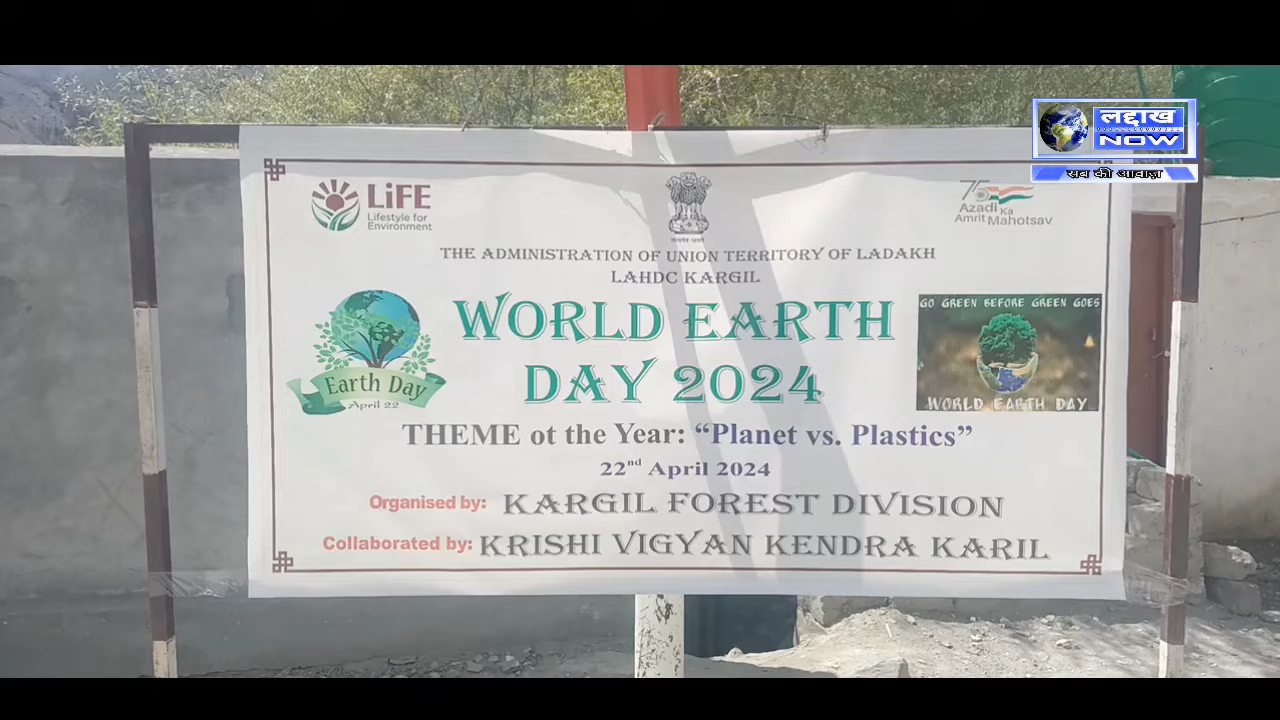 लद्दाख
NOW
सब की आवाज़
LiFE
Lifestyle for
Environment
सत्यमेव जयते
75
Azadi Ka
Amrit Mahotsav
THE ADMINISTRATION OF UNION TERRITORY OF LADAKH
LAHDC KARGIL
WORLD EARTH
DAY 2024
Earth Day
April 22
GO GREEN BEFORE GREEN GOES
WORLD EARTH DAY
THEME ot the Year: “Planet vs. Plastics”
22nd April 2024
Organised by: KARGIL FOREST DIVISION
Collaborated by: KRISHI VIGYAN KENDRA KARIL